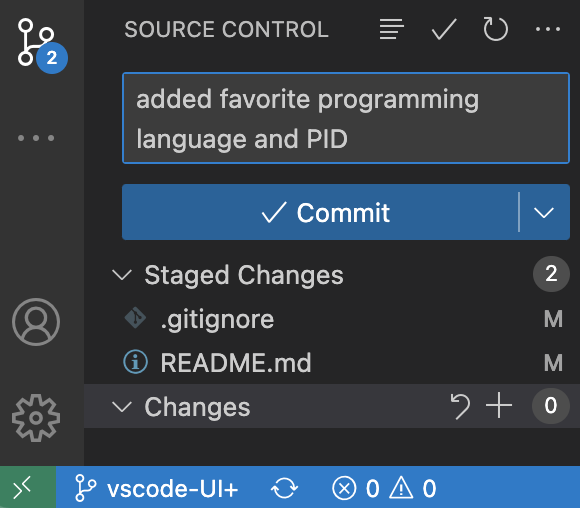 SOURCE CONTROL
2
added favorite programming
language and PID
Commit
Staged Changes 2
.gitignore M
README.md M
Changes 0
vscode-UI+ 0 0